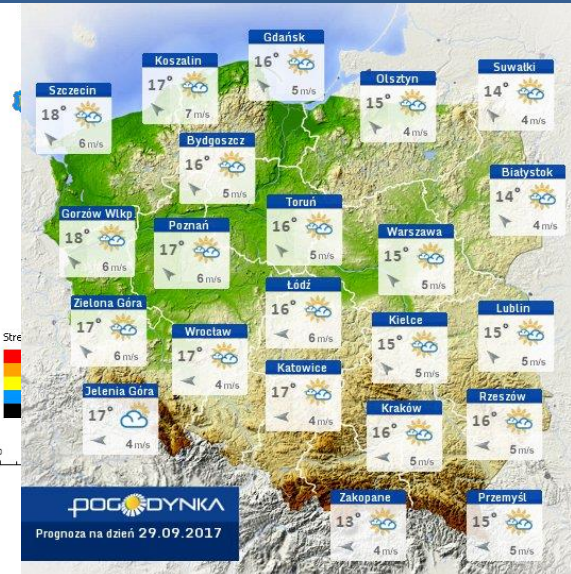 Gdańsk
16°
5 m/s
Koszalin
17°
7 m/s
Suwałki
14°
4 m/s
Olsztyn
15°
4 m/s
Szczecin
18°
6 m/s
Bydgoszcz
16°
5 m/s
Białystok
14°
4 m/s
Toruń
16°
5 m/s
Gorzów Wlkp.
18°
6 m/s
Poznań
17°
6 m/s
Warszawa
15°
5 m/s
Łódź
16°
6 m/s
Zielona Góra
17°
6 m/s
Lublin
15°
5 m/s
Kielce
15°
5 m/s
Wrocław
17°
4 m/s
Stre
Katowice
17°
4 m/s
Jelenia Góra
17°
4 m/s
Rzeszów
16°
5 m/s
Kraków
16°
5 m/s
Zakopane
13°
4 m/s
Przemyśl
15°
5 m/s
POGODYNKA
Prognoza na dzień 29.09.2017